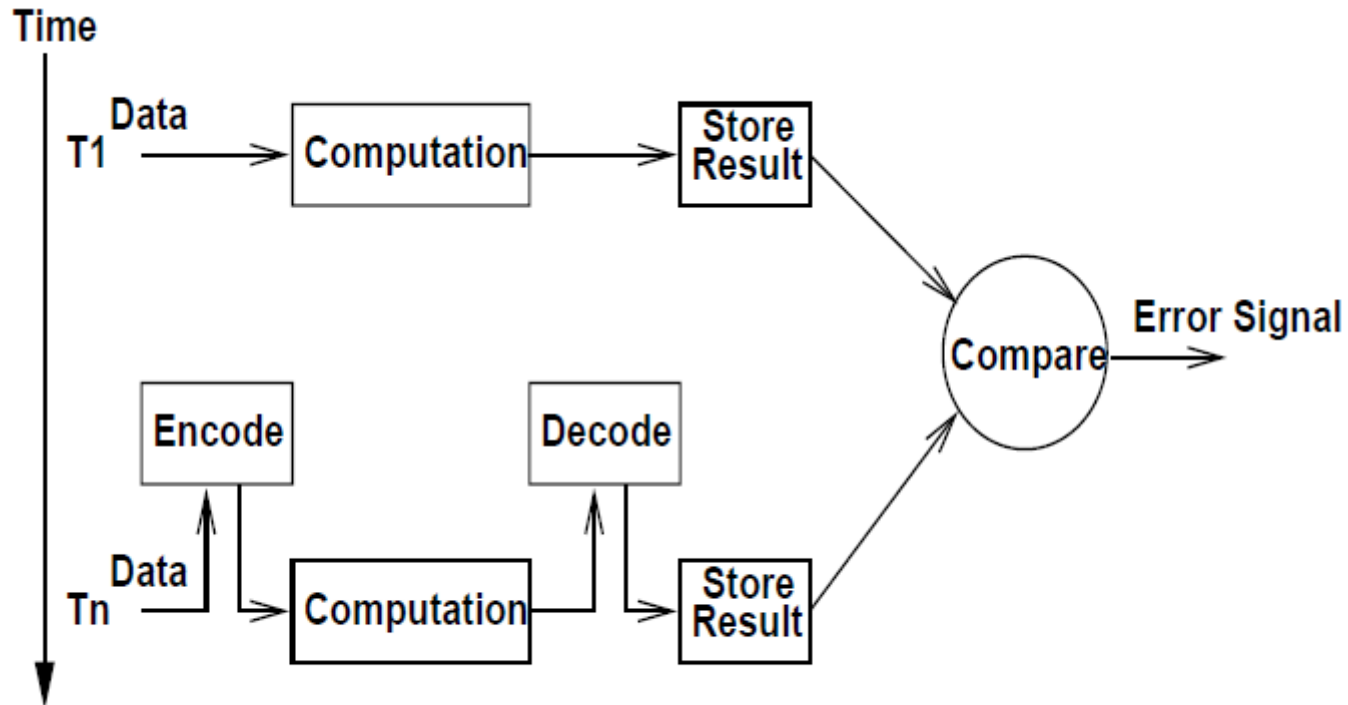 Time
Data
T1
Computation
Store
Result
Compare
Error Signal
Encode
Decode
Data
Tn
Computation
Store
Result